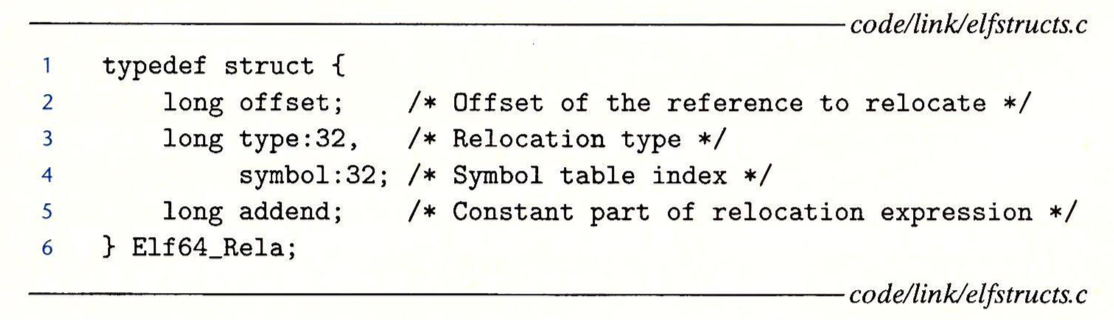 code/link/elfstructs.c
1 typedef struct {
2 long offset; /* Offset of the reference to relocate */
3 long type:32, /* Relocation type */
4 symbol:32; /* Symbol table index */
5 long addend; /* Constant part of relocation expression */
6 } Elf64_Rela;
code/link/elfstructs.c